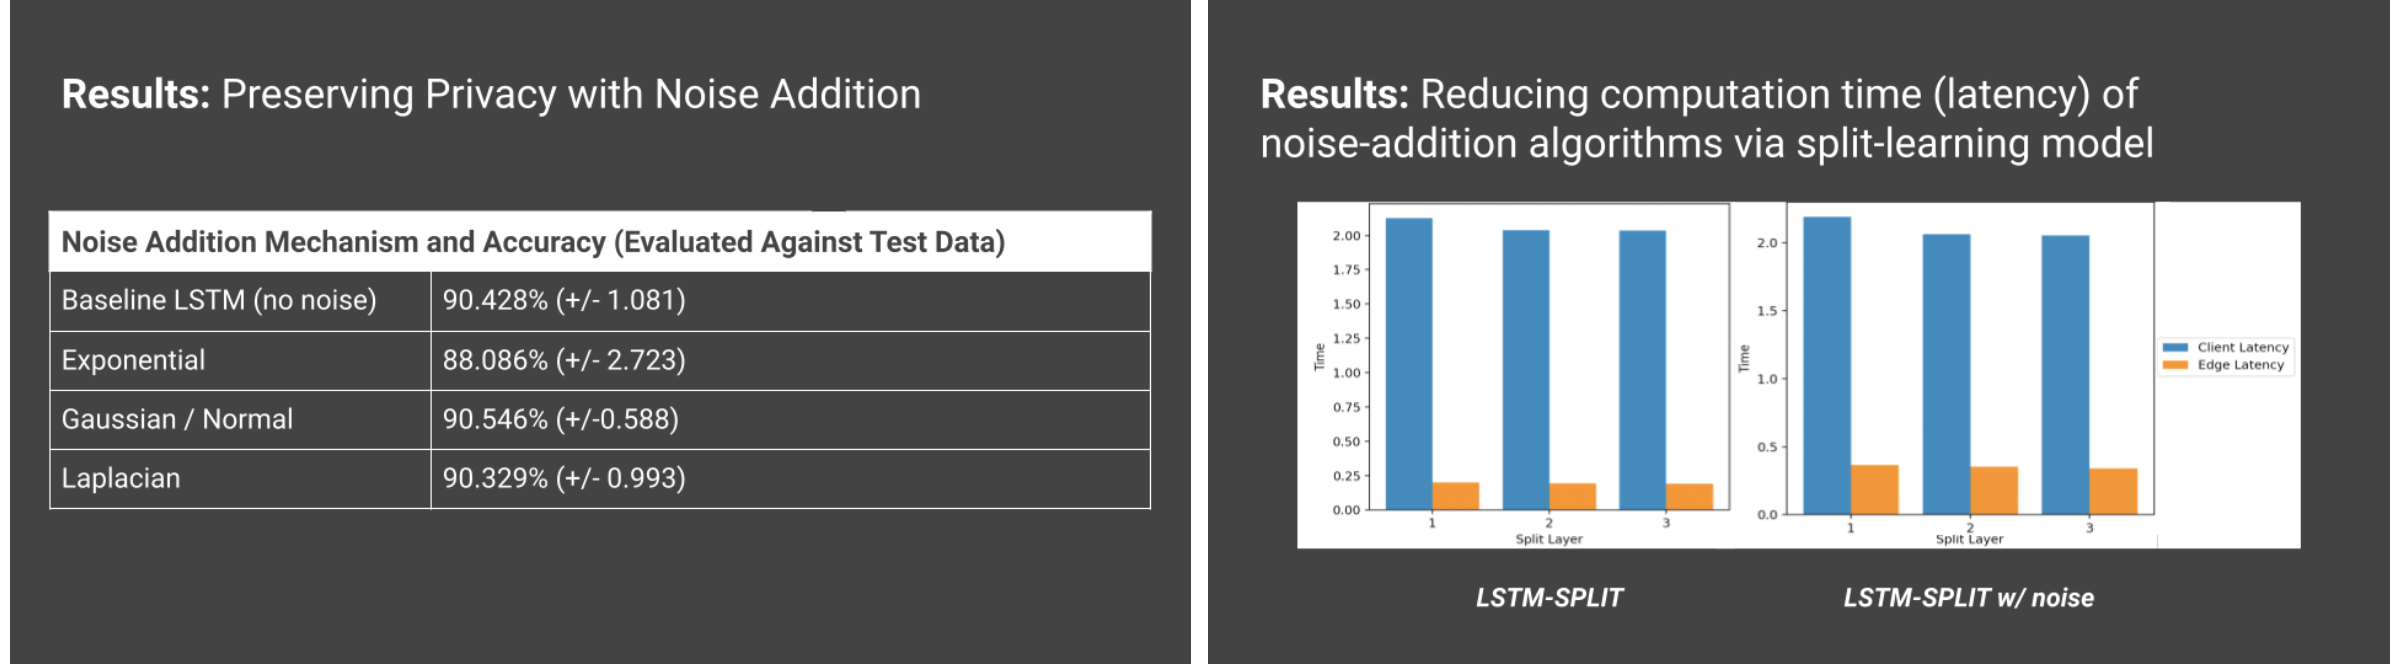 Results: Preserving Privacy with Noise Addition
Noise Addition Mechanism and Accuracy (Evaluated Against Test Data)
Baseline LSTM (no noise) 90.428% (+/- 1.081)
Exponential 88.086% (+/- 2.723)
Gaussian / Normal 90.546% (+/-0.588)
Laplacian 90.329% (+/- 0.993)
Results: Reducing computation time (latency) of
noise-addition algorithms via split-learning model
2.00
1.75
1.50
1.25
1.00
0.75
0.50
0.25
0.00
Time
1 2 3
Split Layer
LSTM-SPLIT
2.0
1.5
1.0
0.5
0.0
Time
1 2 3
Split Layer
Client Latency
Edge Latency
LSTM-SPLIT w/ noise